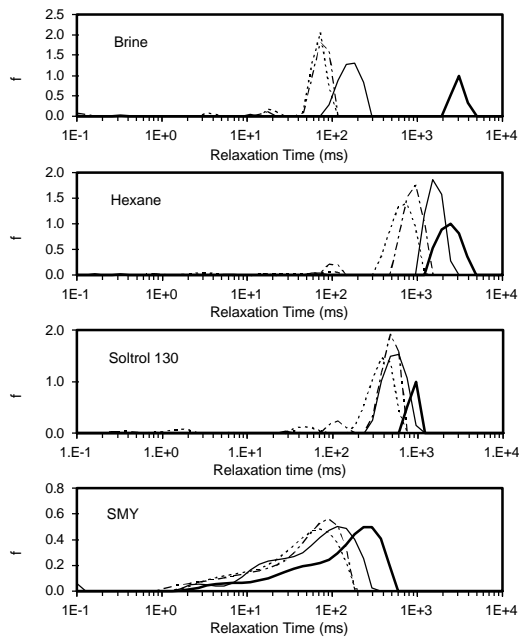 2.5
2.0
1.5
1.0
0.5
0.0
f
Brine
1E-1 1E+0 1E+1 1E+2 1E+3 1E+4
Relaxation Time (ms)
2.0
1.5
1.0
0.5
0.0
f
Hexane
1E-1 1E+0 1E+1 1E+2 1E+3 1E+4
Relaxation Time (ms)
2.0
1.0
0.0
f
Soltrol 130
1.E-1 1.E+0 1.E+1 1.E+2 1.E+3 1.E+4
Relaxation time (ms)
0.8
0.6
0.4
0.2
0.0
f
SMY
1E-1 1E+0 1E+1 1E+2 1E+3 1E+4
Relaxation Time (ms)